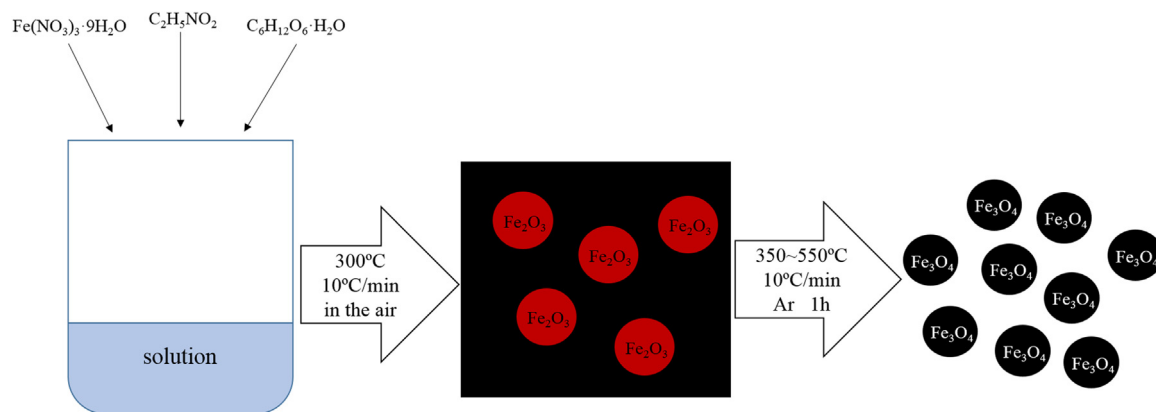 Fe(NO₃)₃·9H₂O
C₂H₅NO₂
C₆H₁₂O₆·H₂O
solution
300ºC
10ºC/min
in the air
Fe₂O₃
Fe₂O₃
Fe₂O₃
Fe₂O₃
Fe₂O₃
350~550ºC
10ºC/min
Ar 1h
Fe₃O₄
Fe₃O₄
Fe₃O₄
Fe₃O₄
Fe₃O₄
Fe₃O₄
Fe₃O₄
Fe₃O₄
Fe₃O₄